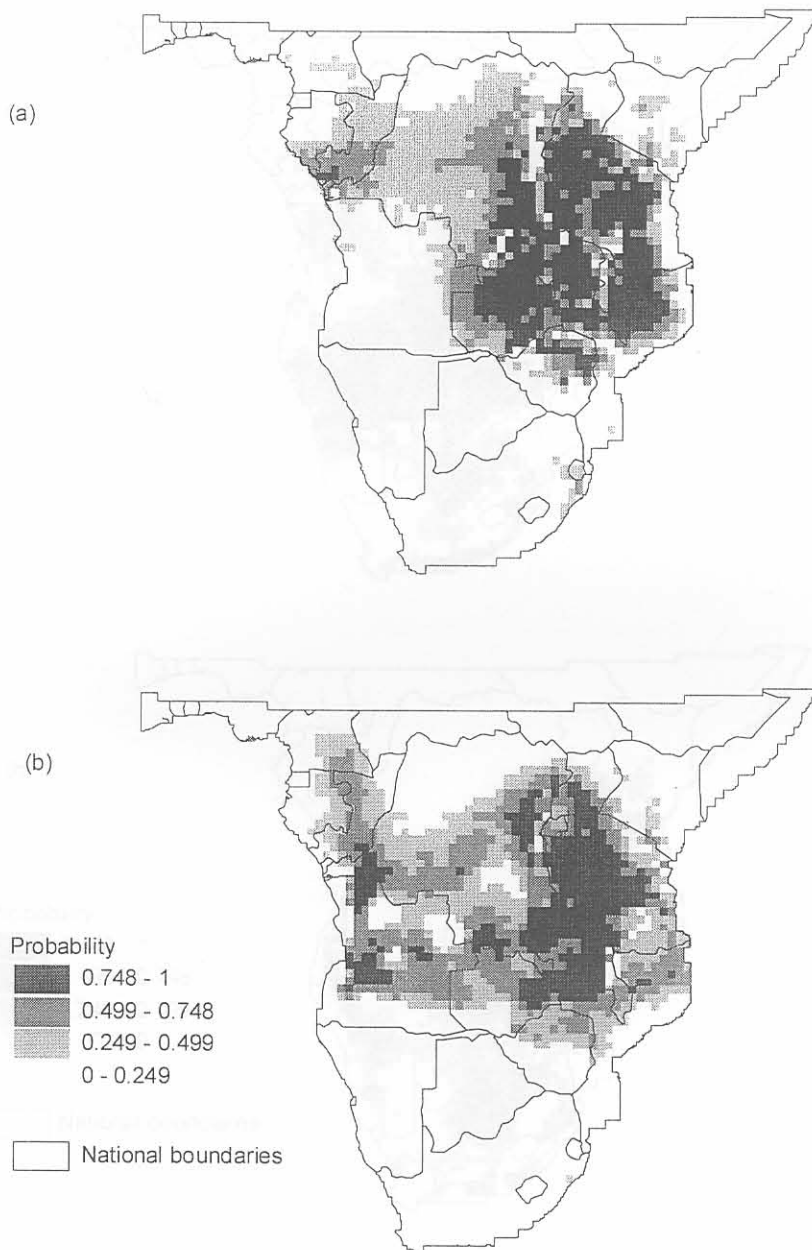 (a)
(b)
Probability
0.748 - 1
0.499 - 0.748
0.249 - 0.499
0 - 0.249
National boundaries